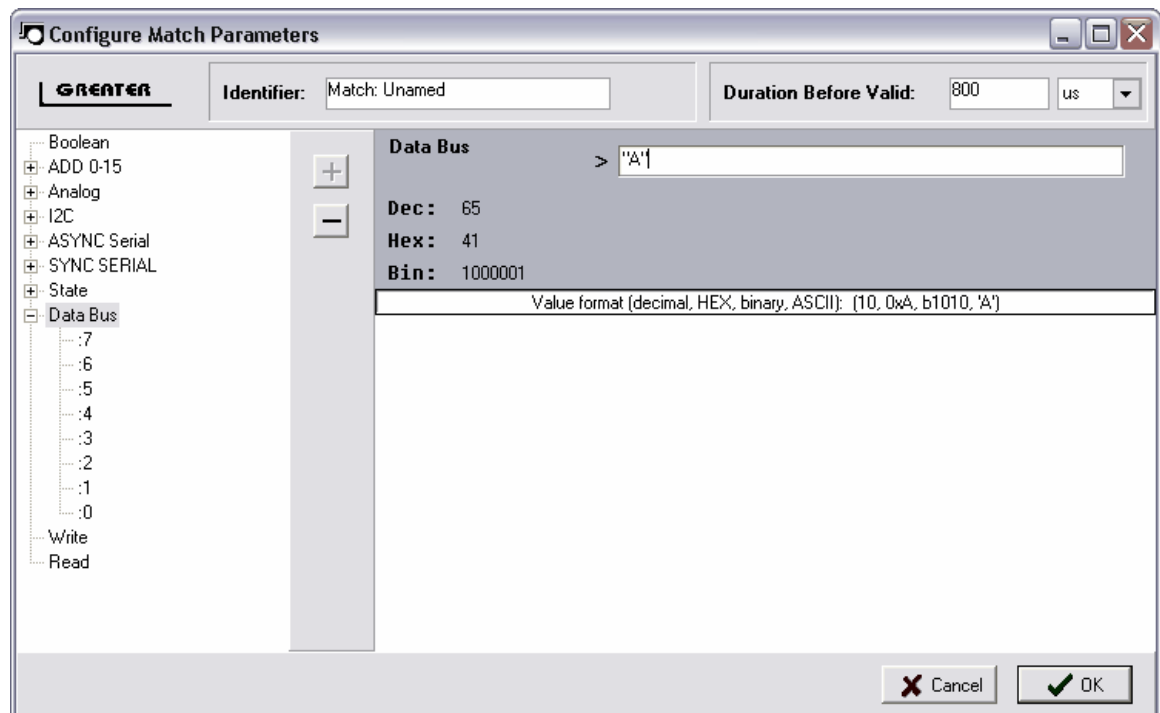 Configure Match Parameters
GREATER
Identifier: Match: Unamed
Duration Before Valid: 800 us
Boolean
ADD 0-15
Analog
I2C
ASYNC Serial
SYNC SERIAL
State
Data Bus
:7
:6
:5
:4
:3
:2
:1
:0
Write
Read
Data Bus > "A"
Dec: 65
Hex: 41
Bin: 1000001
Value format (decimal, HEX, binary, ASCII): (10, 0xA, b1010, 'A')
Cancel
OK